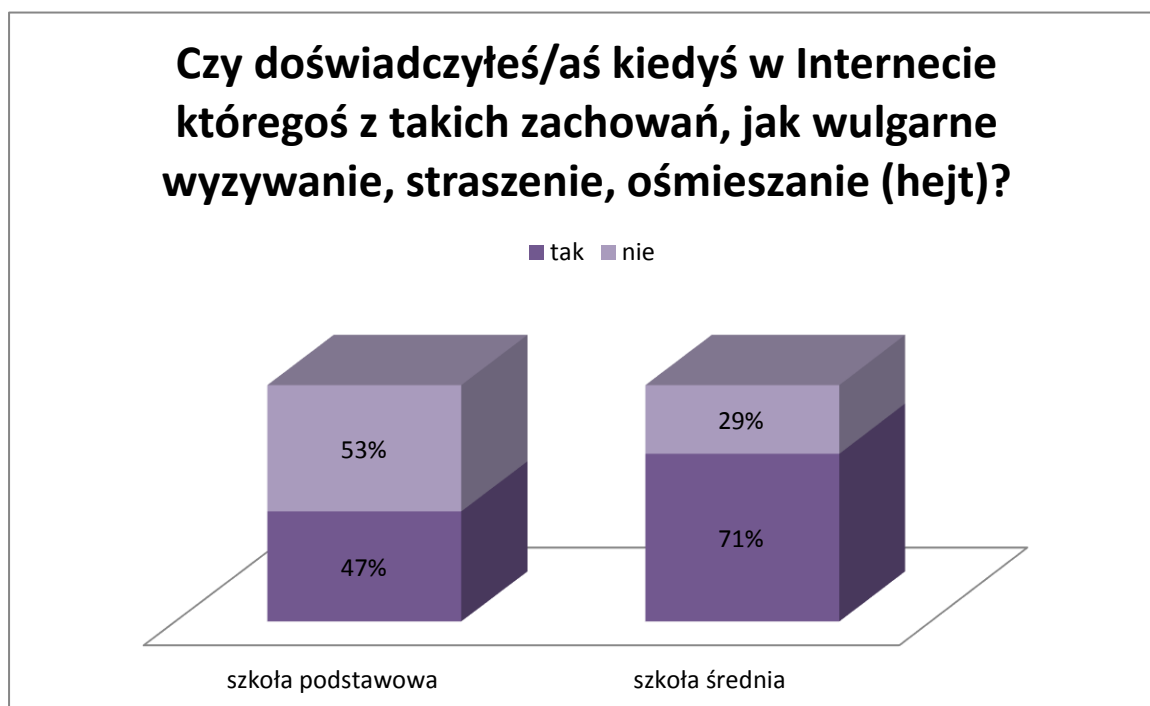 Czy doświadczyłeś/aś kiedyś w Internecie
któregoś z takich zachowań, jak wulgarne
wyzywanie, straszenie, ośmieszanie (hejt)?
tak nie
53% 29%
47% 71%
szkoła podstawowa szkoła średnia